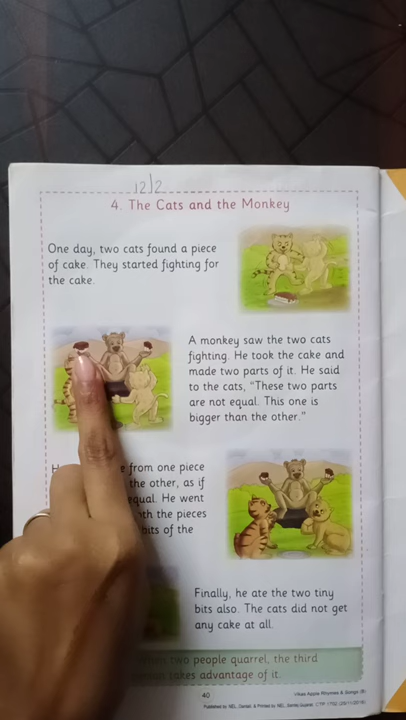 12/2
4. The Cats and the Monkey
One day, two cats found a piece
of cake. They started fighting for
the cake.
A monkey saw the two cats
fighting. He took the cake and
made two parts of it. He said
to the cats, “These two parts
are not equal. This one is
bigger than the other.”
from one piece
the other, as if
equal. He went
the pieces
bits of the
Finally, he ate the two tiny
bits also. The cats did not get
any cake at all.
two people quarrel, the third
takes advantage of it.
40
Vikas Apple Rhymes & Songs (B)